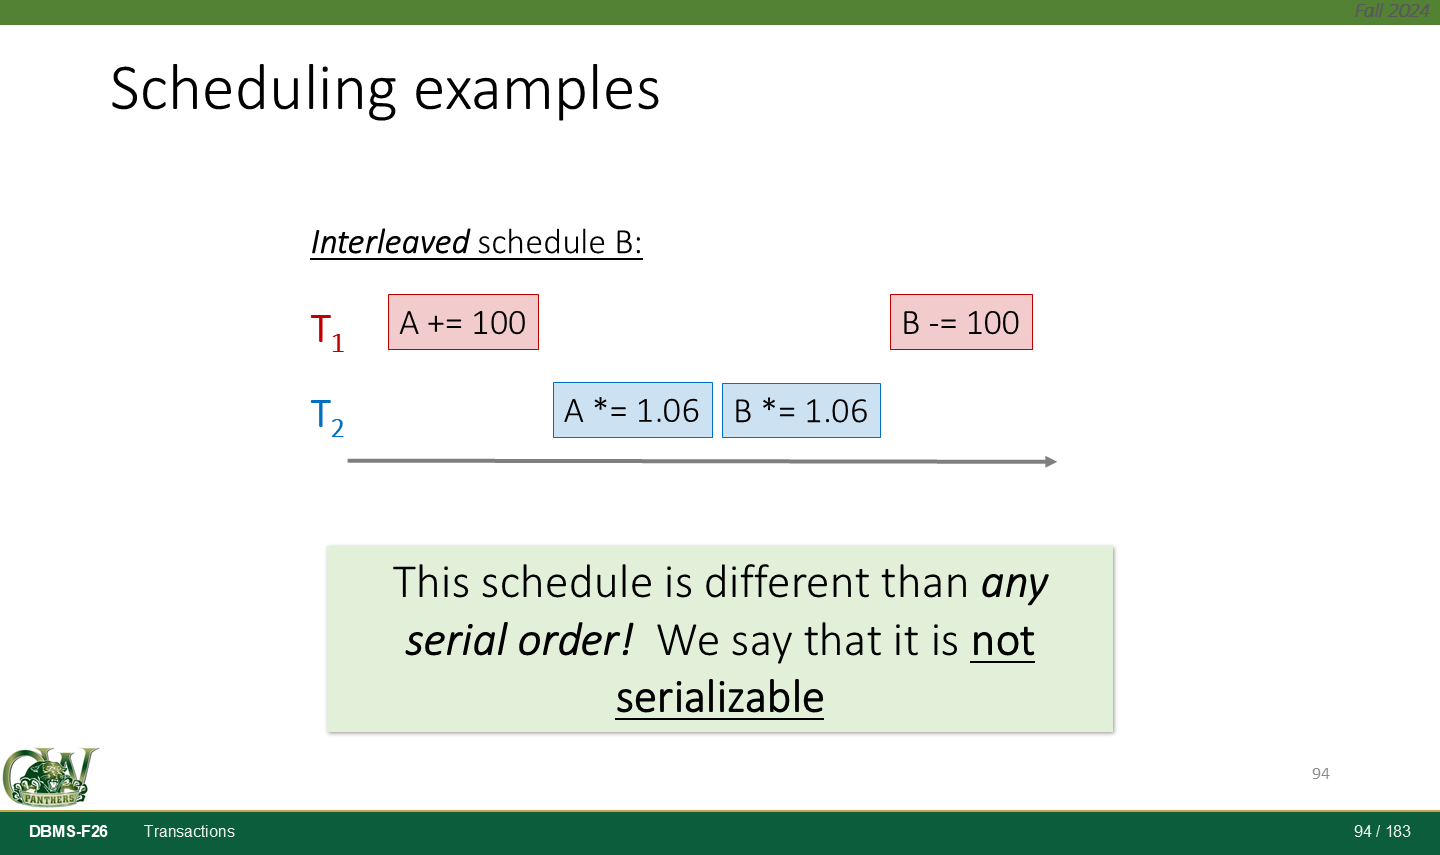 Fall 2024
Scheduling examples
Interleaved schedule B:
T1 A += 100 B -= 100
T2 A *= 1.06 B *= 1.06
This schedule is different than any
serial order! We say that it is not
serializable
94
OW
PANTHERS
DBMS-F26 Transactions 94 / 183